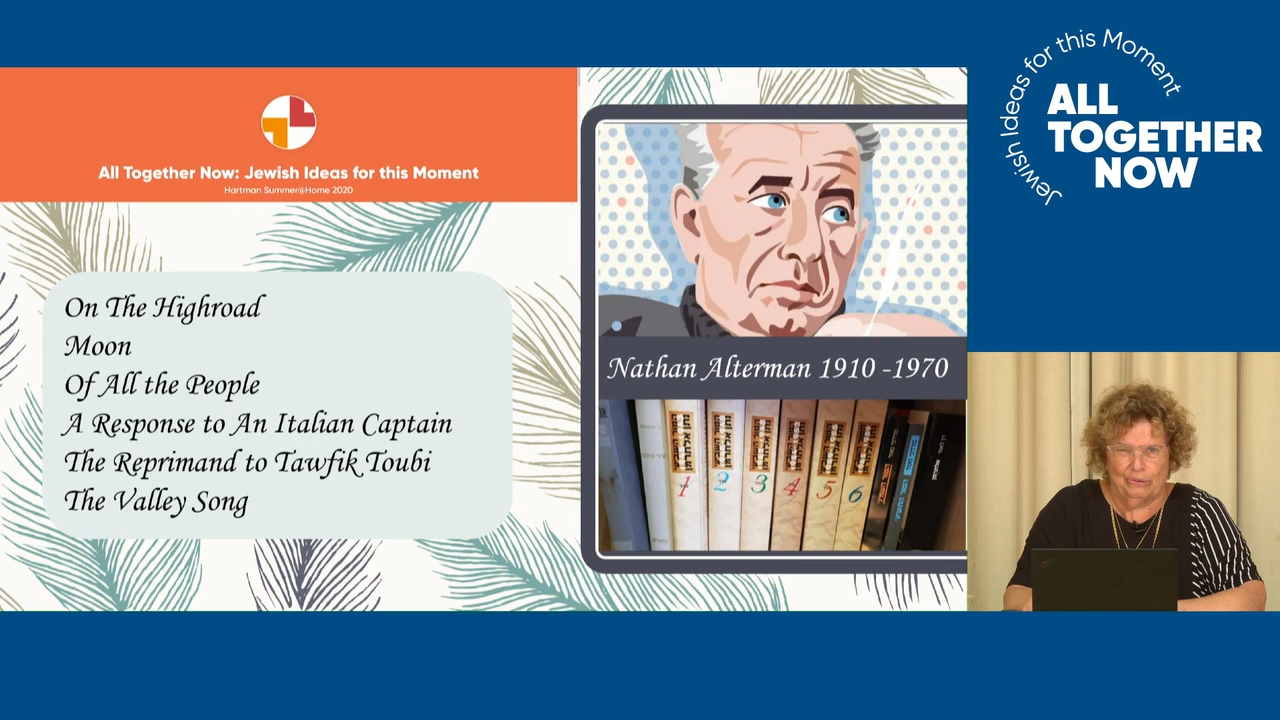 All Together Now: Jewish Ideas for this Moment
Hartman Summer@Home 2020
On The Highroad
Moon
Of All the People
A Response to An Italian Captain
The Reprimand to Tawfik Toubi
The Valley Song
Nathan Alterman 1910 -1970
1 2 3 4 5 6
Jewish Ideas for this Moment
ALL
TOGETHER
NOW